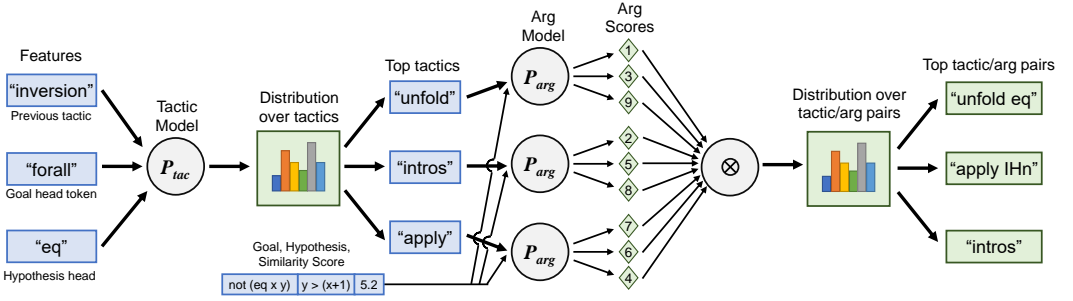 Features
“inversion”
Previous tactic
“forall”
Goal head token
“eq”
Hypothesis head
Tactic
Model
P_tac
Distribution
over tactics
Top tactics
“unfold”
“intros”
“apply”
Goal, Hypothesis,
Similarity Score
not (eq x y) y > (x+1) 5.2
Arg
Model
P_arg
P_arg
P_arg
Arg
Scores
1
3
9
2
5
8
7
6
4
⊗
Distribution over
tactic/arg pairs
Top tactic/arg pairs
“unfold eq”
“apply IHn”
“intros”